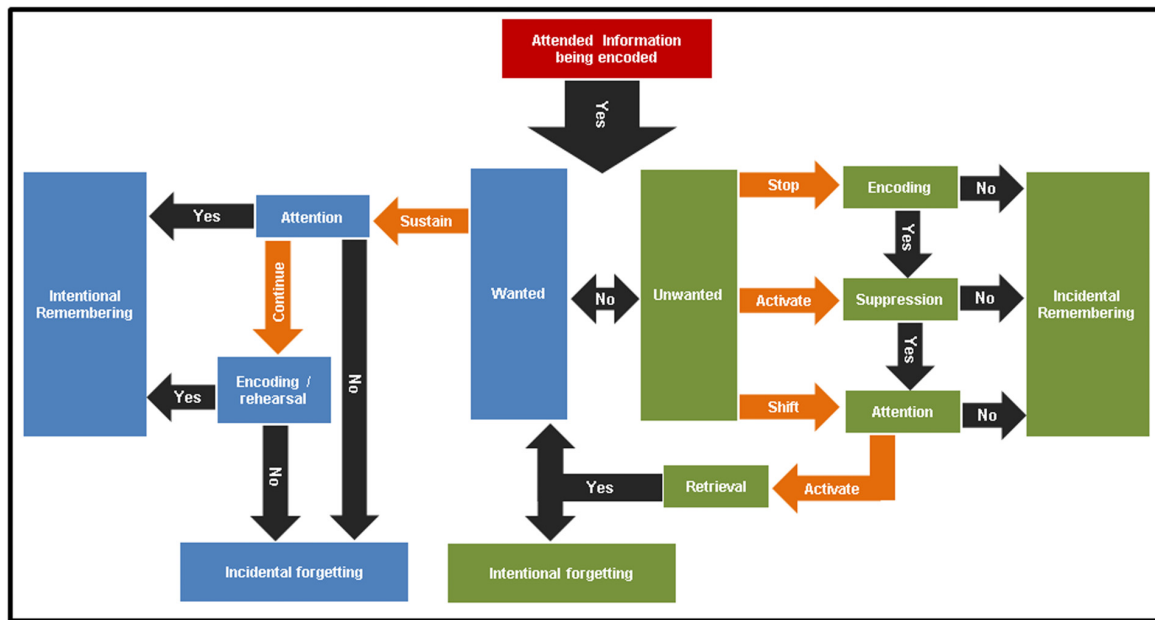 Attended Information
being encoded
Yes
Stop
Encoding
No
Yes
Attention
Sustain
Yes
Continue
Intentional
Remembering
Wanted
No
Unwanted
Activate
Suppression
No
Incidental
Remembering
Yes
Encoding /
rehearsal
Yes
No
Shift
Attention
No
No
Yes
Retrieval
Activate
Incidental forgetting
Intentional forgetting